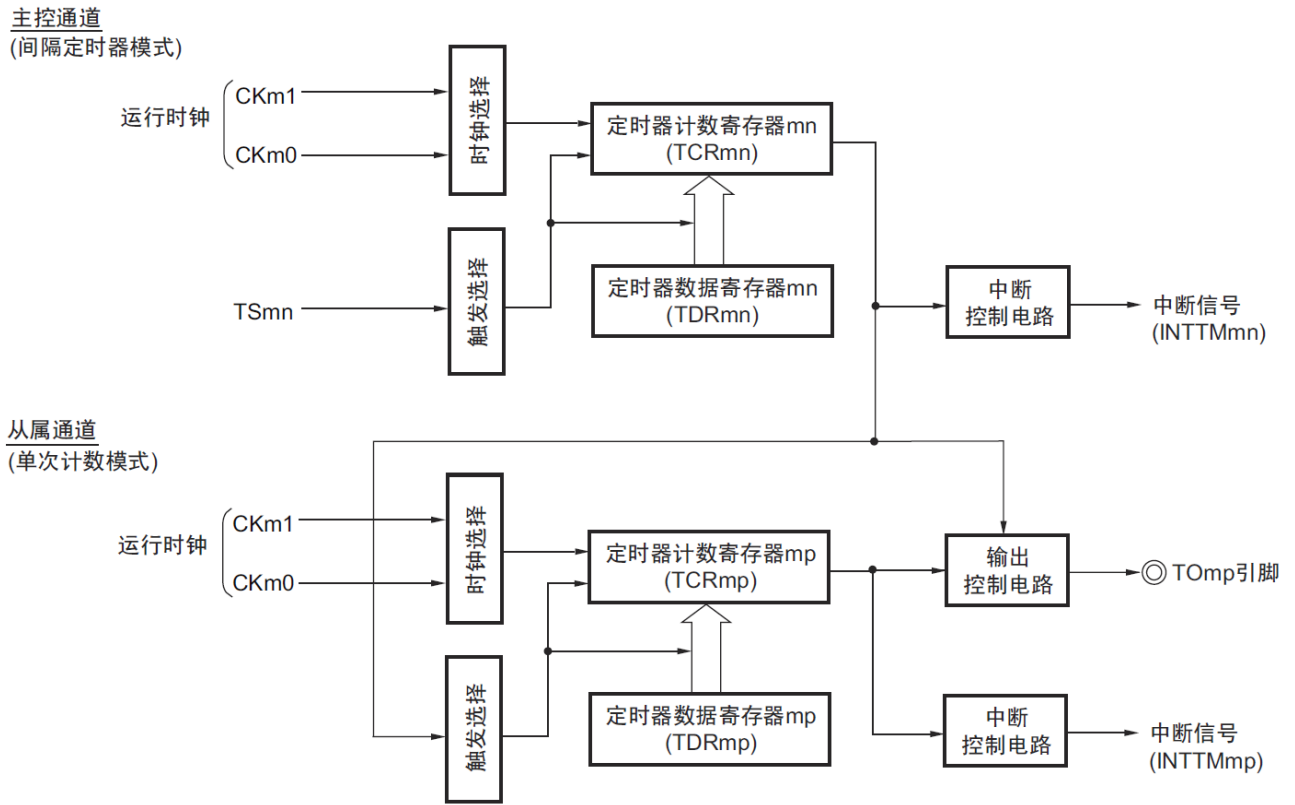 主控通道
(间隔定时器模式)
运行时钟
CKm1
CKm0
时钟选择
定时器计数寄存器mn
(TCRmn)
TSmn
触发选择
定时器数据寄存器mn
(TDRmn)
中断
控制电路
中断信号
(INTTMmn)
从属通道
(单次计数模式)
运行时钟
CKm1
CKm0
时钟选择
定时器计数寄存器mp
(TCRmp)
输出
控制电路
TOmp引脚
触发选择
定时器数据寄存器mp
(TDRmp)
中断
控制电路
中断信号
(INTTMmp)